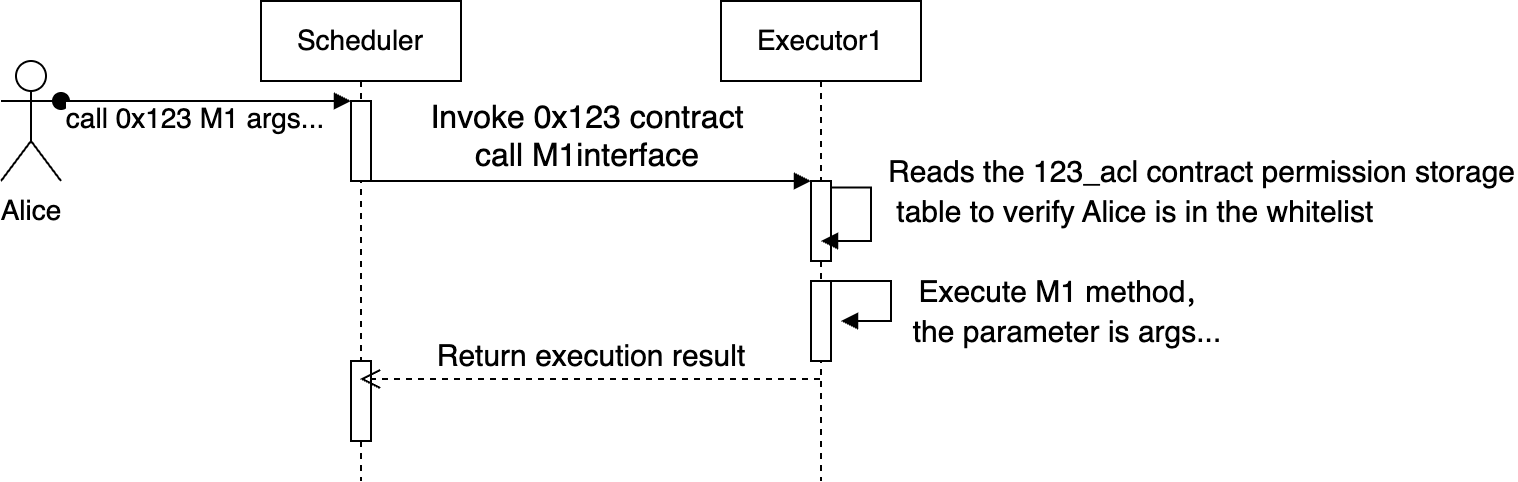 Scheduler
Executor1
call 0x123 M1 args...
Invoke 0x123 contract
call M1interface
Reads the 123_acl contract permission storage
table to verify Alice is in the whitelist
Alice
Execute M1 method,
the parameter is args...
Return execution result